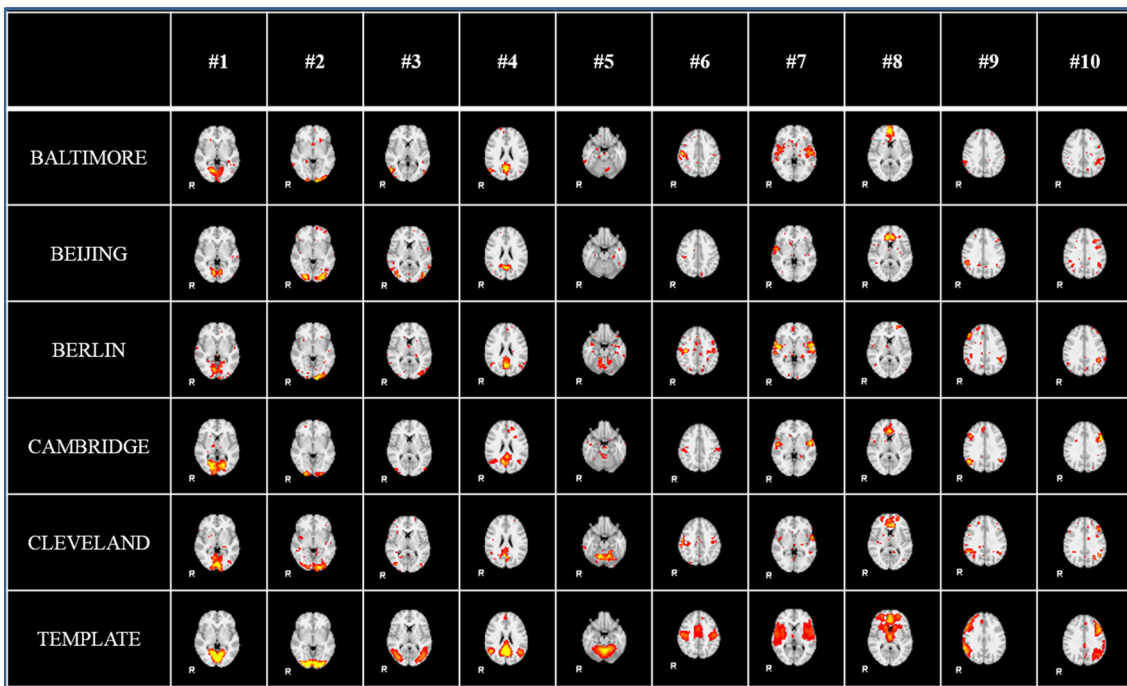 #1 #2 #3 #4 #5 #6 #7 #8 #9 #10
BALTIMORE R R R R R R R R R R
BEIJING R R R R R R R R R R
BERLIN R R R R R R R R R R
CAMBRIDGE R R R R R R R R R R
CLEVELAND R R R R R R R R R R
TEMPLATE R R R R R R R R R R